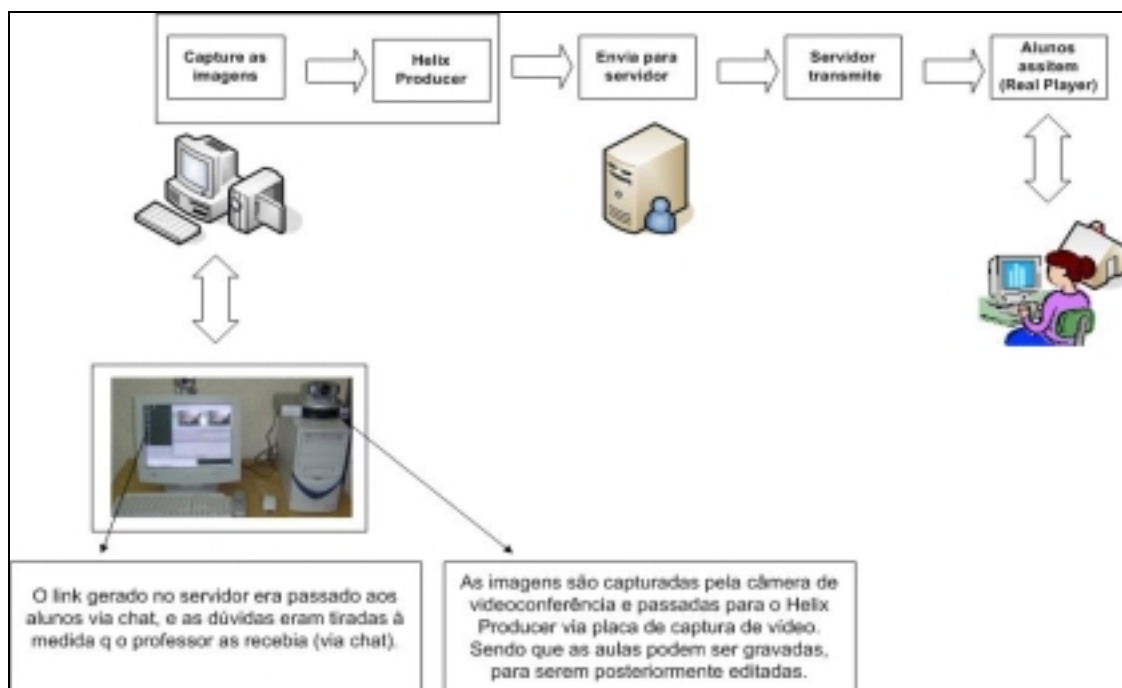 Capture as
imagens
Helix
Producer
Envia para
servidor
Servidor
transmite
Alunos
assitem
(Real Player)
O link gerado no servidor era passado aos
alunos via chat, e as dúvidas eram tiradas à
medida q o professor as recebia (via chat).
As imagens são capturadas pela câmera de
videoconferência e passadas para o Helix
Producer via placa de captura de vídeo.
Sendo que as aulas podem ser gravadas,
para serem posteriormente editadas.